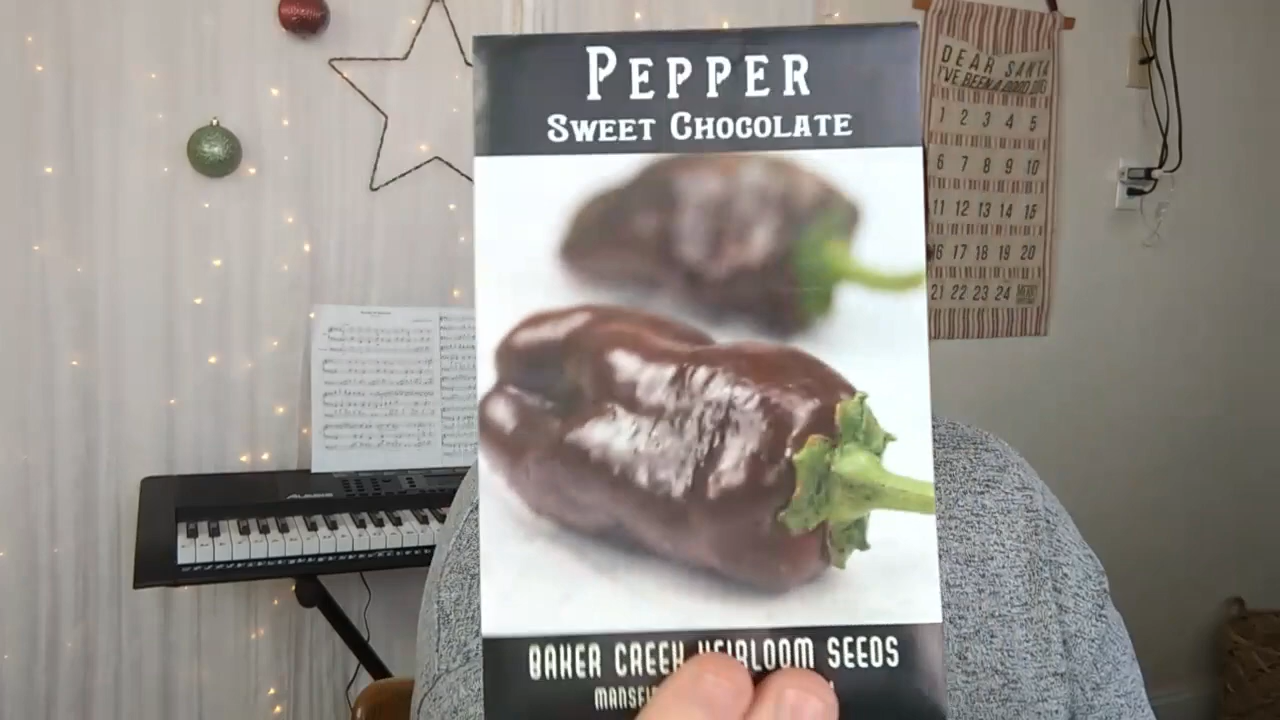 PEPPER
SWEET CHOCOLATE
DEAR SANTA
I'VE BEEN A GOOD
1 2 3 4 5
6 7 8 9 10
11 12 13 14 15
16 17 18 19 20
21 22 23 24
ALESIS
BAKER CREEK HEIRLOOM SEEDS